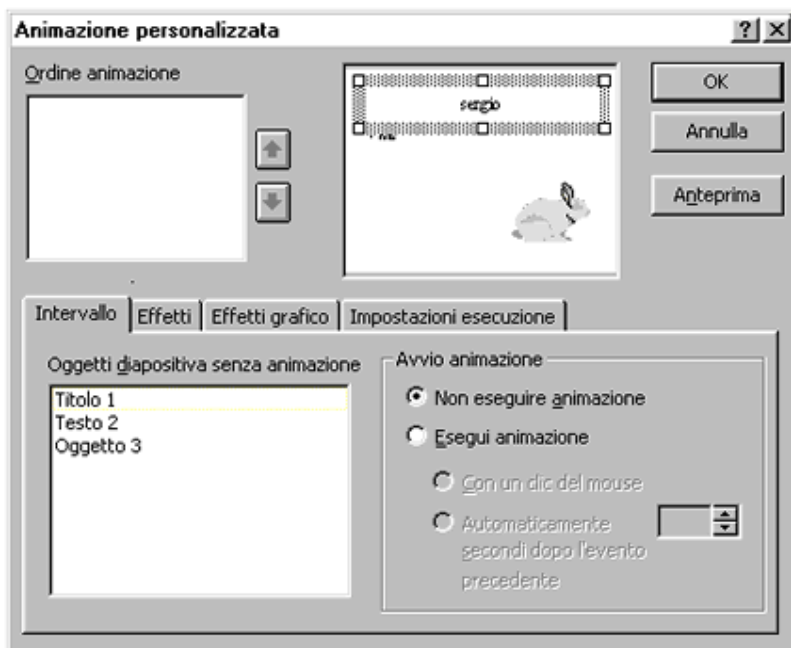 Animazione personalizzata
Ordine animazione
sergio
OK
Annulla
Anteprima
Intervallo
Effetti
Effetti grafico
Impostazioni esecuzione
Oggetti diapositiva senza animazione
Titolo 1
Testo 2
Oggetto 3
Avvio animazione
Non eseguire animazione
Esegui animazione
Con un clic del mouse
Automaticamente
secondi dopo l'evento
precedente